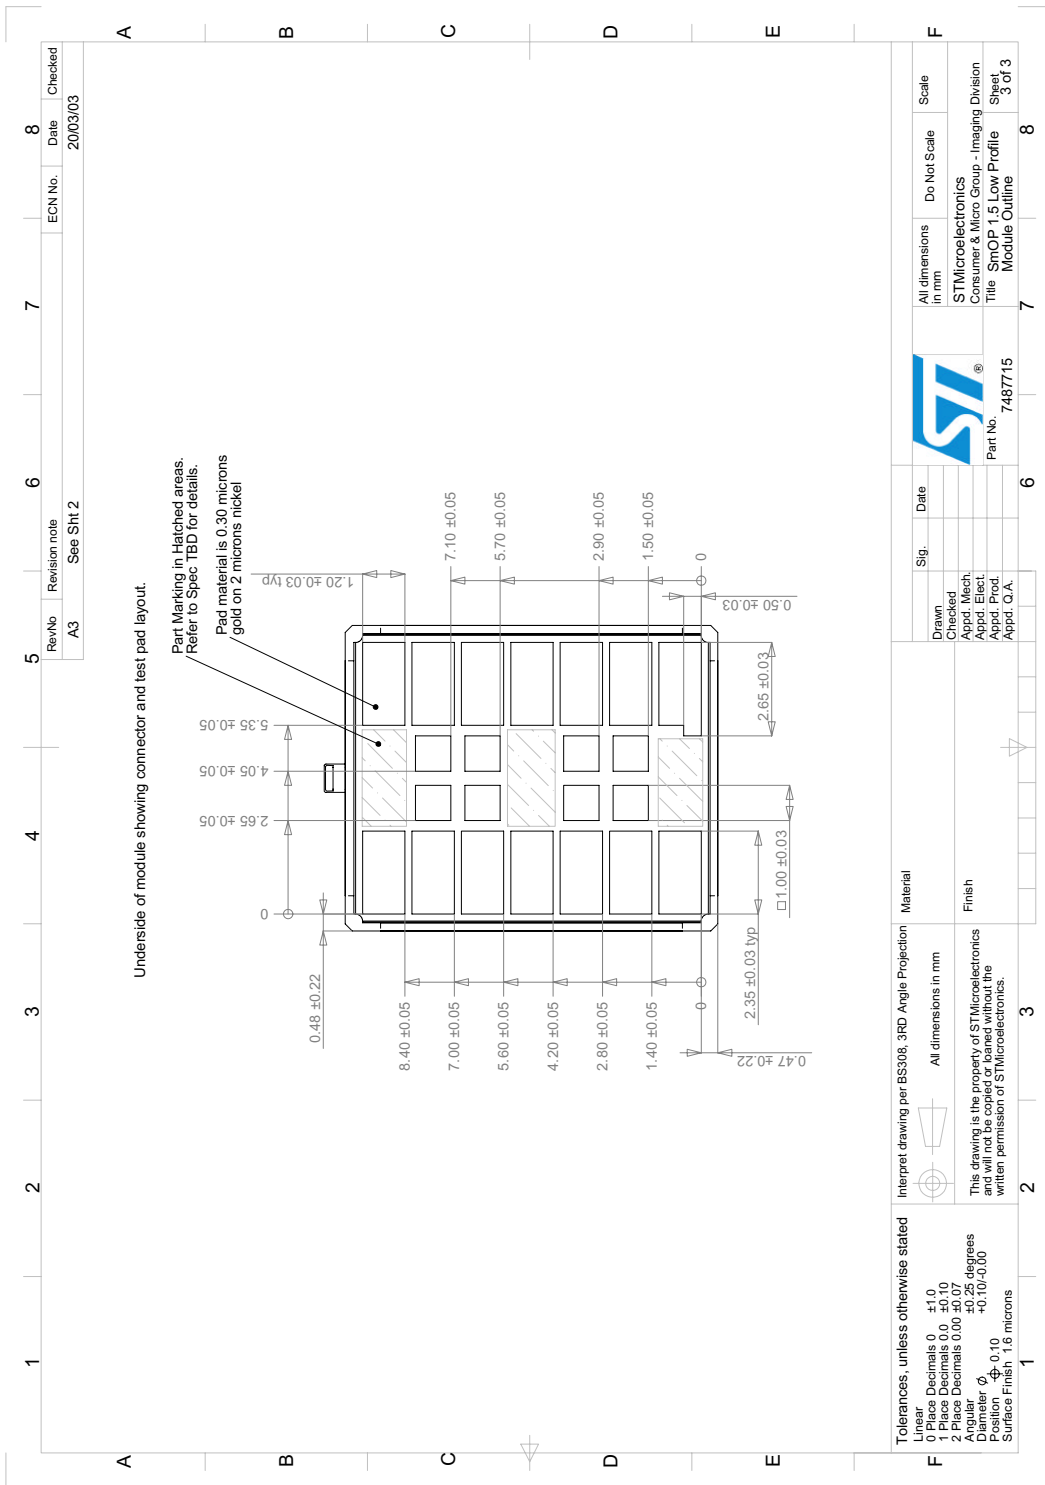 8
7
6
5
4
3
2
1
A
B
C
D
E
F
RevNo
Revision note
ECN No.
Date
Checked
A3
See Sht 2
20/03/03
Underside of module showing connector and test pad layout.
Part Marking in Hatched areas.
Refer to Spec TBD for details.
Pad material is 0.30 microns
gold on 2 microns nickel
0.48 ±0.22
0
2.65 ±0.05
4.05 ±0.05
5.35 ±0.05
1.20 ±0.03 typ
8.40 ±0.05
7.00 ±0.05
5.60 ±0.05
4.20 ±0.05
2.80 ±0.05
1.40 ±0.05
0
7.10 ±0.05
5.70 ±0.05
2.90 ±0.05
1.50 ±0.05
0
0.50 ±0.03
2.65 ±0.03
□1.00 ±0.03
2.35 ±0.03 typ
0.47 ±0.22
Tolerances, unless otherwise stated
Linear
0 Place Decimals 0 ±1.0
1 Place Decimals 0.0 ±0.10
2 Place Decimals 0.00 ±0.07
Angular ±0.25 degrees
Diameter Ø +0.10/-0.00
Position ⌖ 0.10
Surface Finish 1.6 microns
Interpret drawing per BS308, 3RD Angle Projection
All dimensions in mm
This drawing is the property of STMicroelectronics
and will not be copied or loaned without the
written permission of STMicroelectronics.
Material
Finish
Sig.
Date
Drawn
Checked
Appd. Mech.
Appd. Elect.
Appd. Prod.
Appd. Q.A.
ST
®
Part No.
7487715
All dimensions
in mm
Do Not Scale
Scale
STMicroelectronics
Consumer & Micro Group - Imaging Division
Title SmOP 1.5 Low Profile
Module Outline
Sheet
3 of 3
A
B
C
D
E
F
1
2
3
4
6
7
8